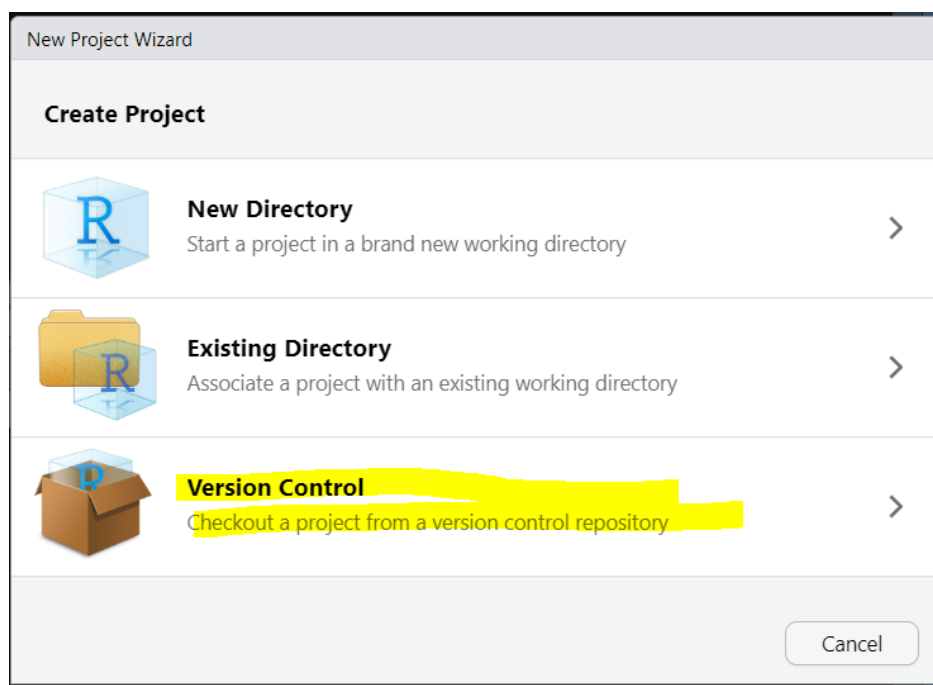 New Project Wizard
Create Project
R
New Directory
Start a project in a brand new working directory
R
Existing Directory
Associate a project with an existing working directory
R
Version Control
Checkout a project from a version control repository
Cancel